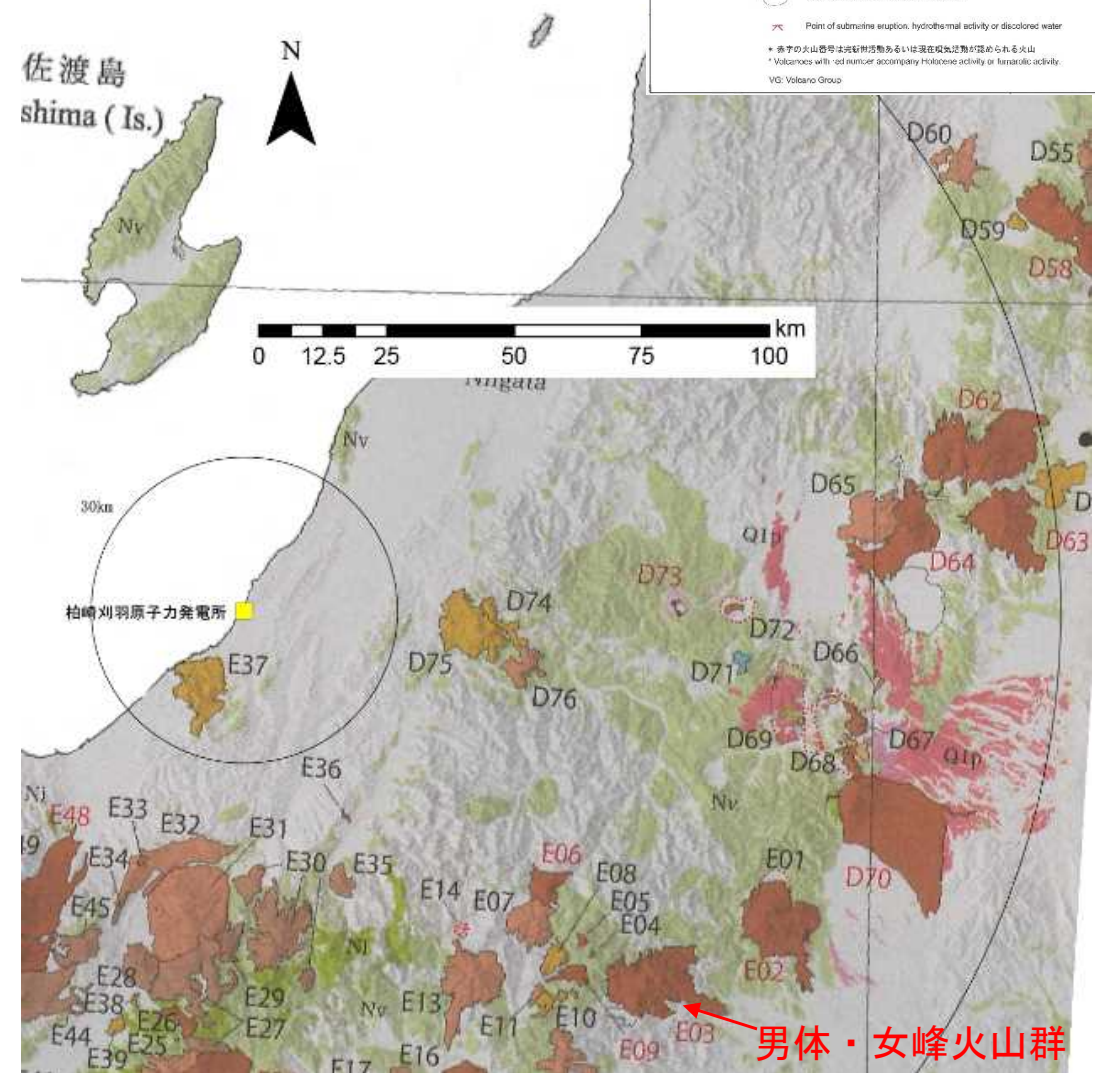 Point of submarine eruption, hydrothermal activity or discolored water
* 赤字の火山番号は完新世活動あるいは現在噴気活動が認められる火山
* Volcanoes with red number accompany Holocene activity or fumarolic activity.
VG: Volcano Group
佐渡島
shima ( Is.)
N
Nv
D60
D55
D59
D58
km
0 12.5 25 50 75 100
Niigata
Nv
D62
D65
D
30km
Q1p
D63
D64
D73
柏崎刈羽原子力発電所
D74
D72
E37
D75
D71
D66
D76
D69
D67
D68
Q1p
E36
Nj
Nv
E48
E33
E32
E31
E01
E06
E34
E30
E35
E08
D70
E14
E07
E05
E45
E04
Nj
E28
E02
E38
E29
Nv
E13
E44
E26
E27
E11
E10
E03
E39
E25
E09
男体・女峰火山群
E17
E16